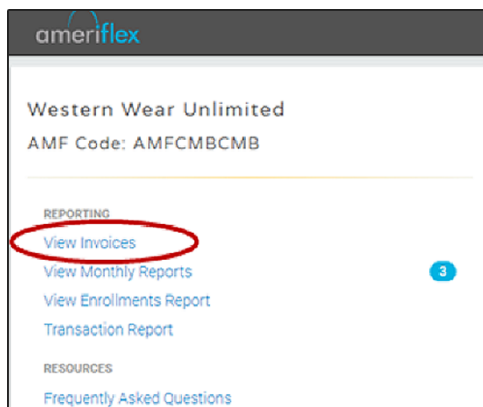 ameriflex
Western Wear Unlimited
AMF Code: AMFCMBCMB
REPORTING
View Invoices
View Monthly Reports 3
View Enrollments Report
Transaction Report
RESOURCES
Frequently Asked Questions